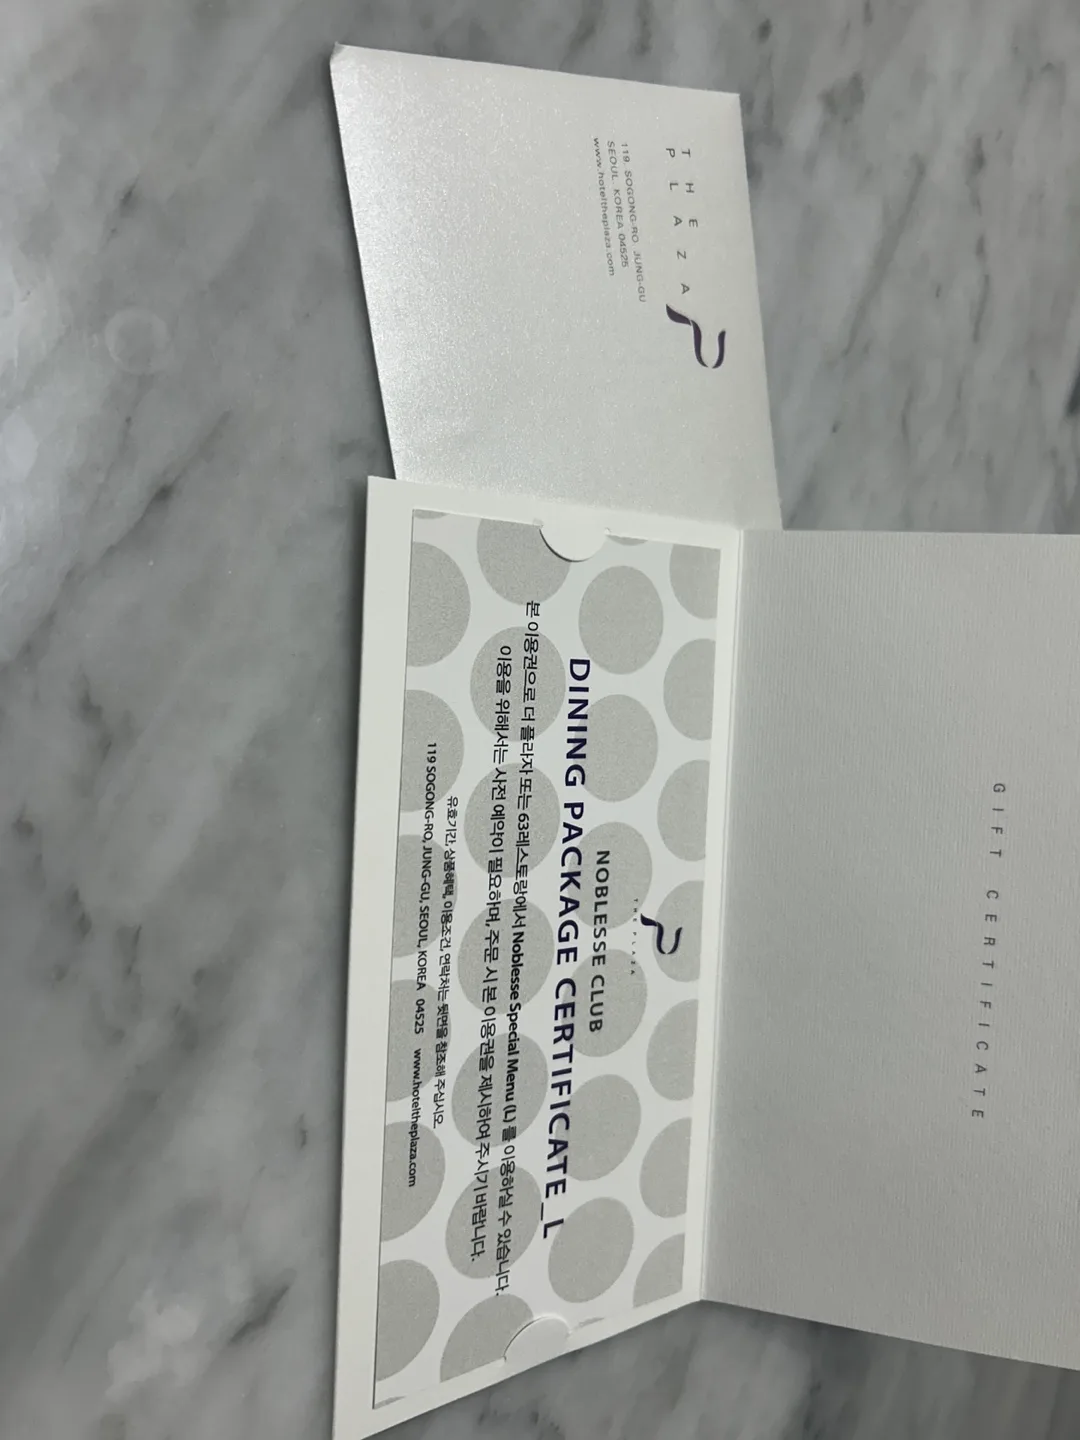 THE
PLAZA
119, SOGONG-RO, JUNG-GU
SEOUL, KOREA 04525
www.hoteltheplaza.com
GIFT CERTIFICATE
THE PLAZA
NOBLESSE CLUB
DINING PACKAGE CERTIFICATE_L
본 이용권으로 더 플라자 또는 63레스토랑에서 Noblesse Special Menu (L) 를 이용하실 수 있습니다.
이용을 위해서는 사전 예약이 필요하며, 주문 시 본 이용권을 제시하여 주시기 바랍니다.
유효기간, 상품혜택, 이용조건, 연락처는 뒷면을 참조해 주십시오.
119 SOGONG-RO, JUNG-GU, SEOUL, KOREA 04525 www.hoteltheplaza.com